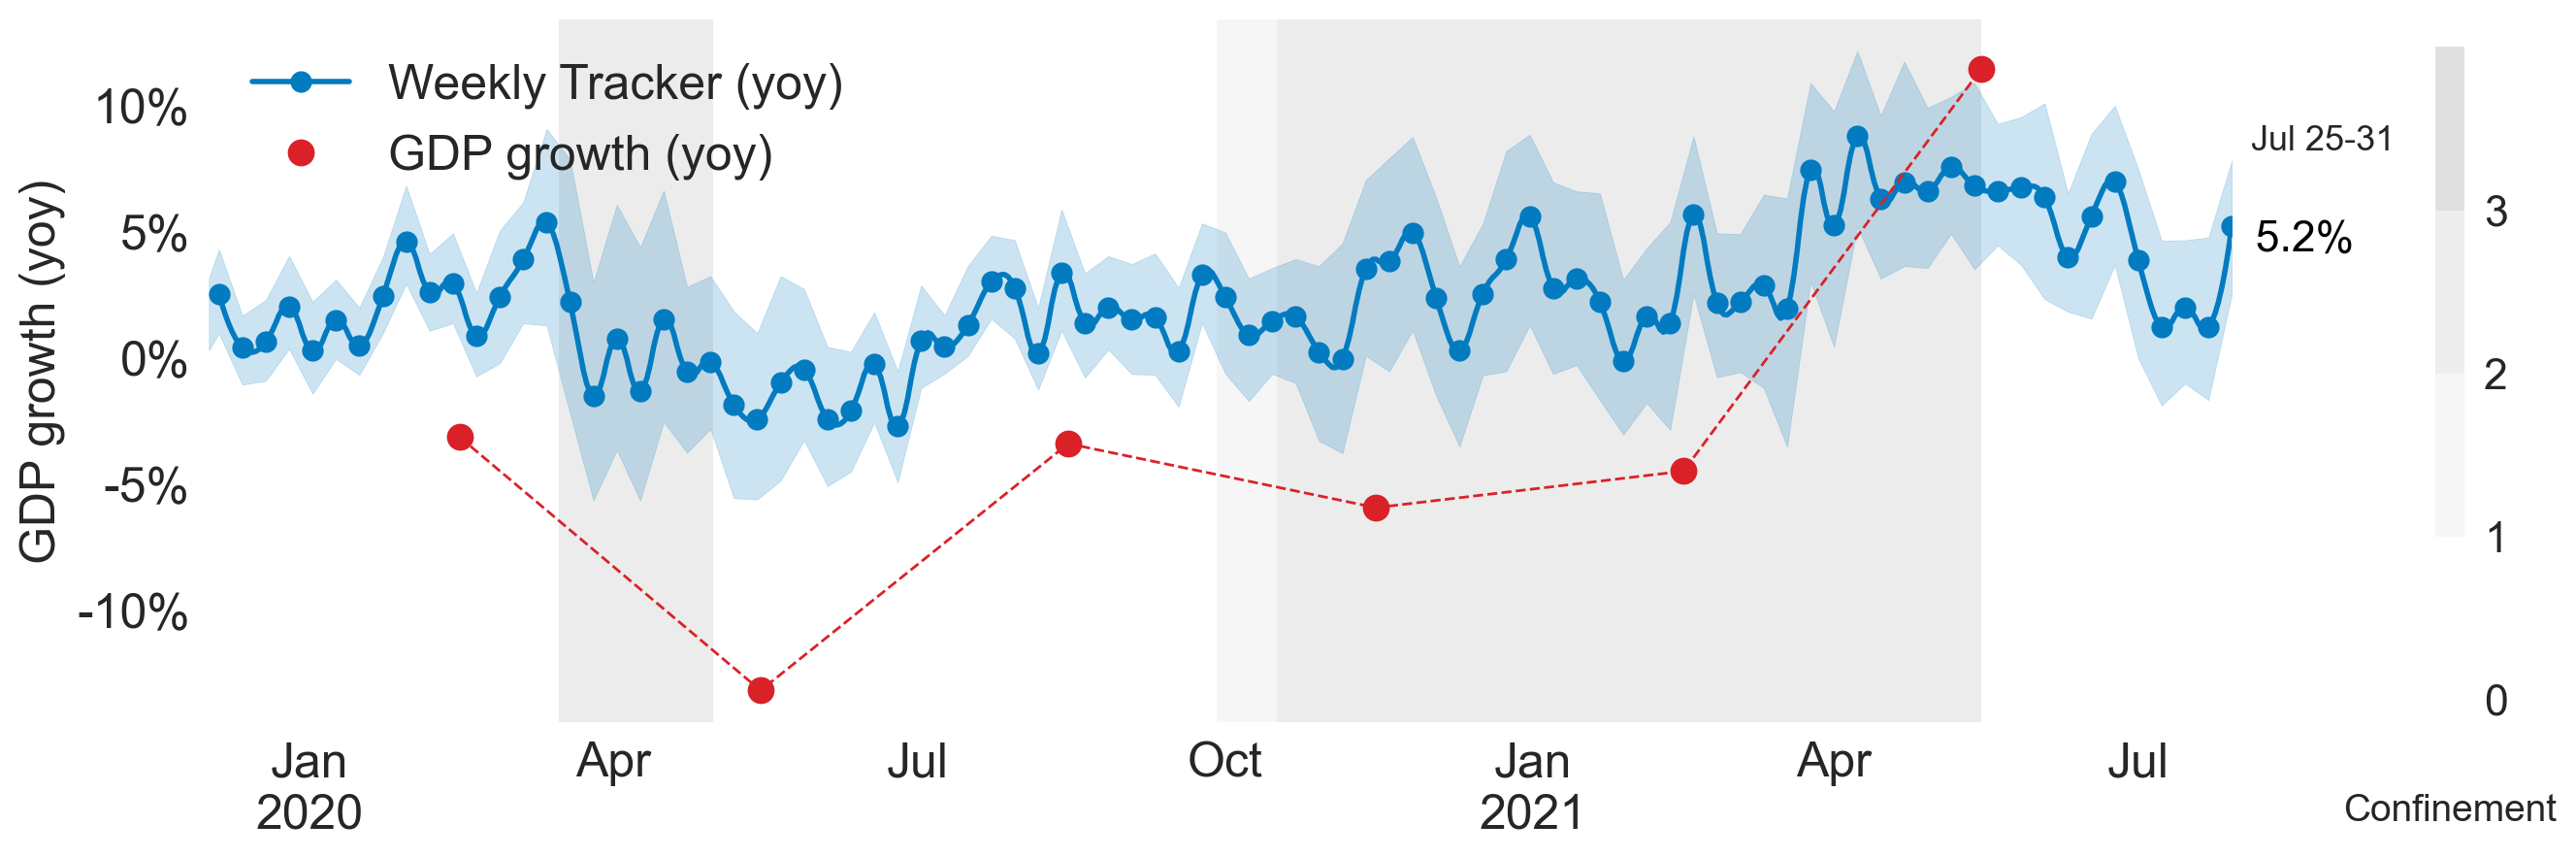 Weekly Tracker (yoy)
GDP growth (yoy)
GDP growth (yoy)
10%
5%
0%
-5%
-10%
Jan
2020
Apr
Jul
Oct
Jan
2021
Apr
Jul
Jul 25-31
5.2%
3
2
1
0
Confinement